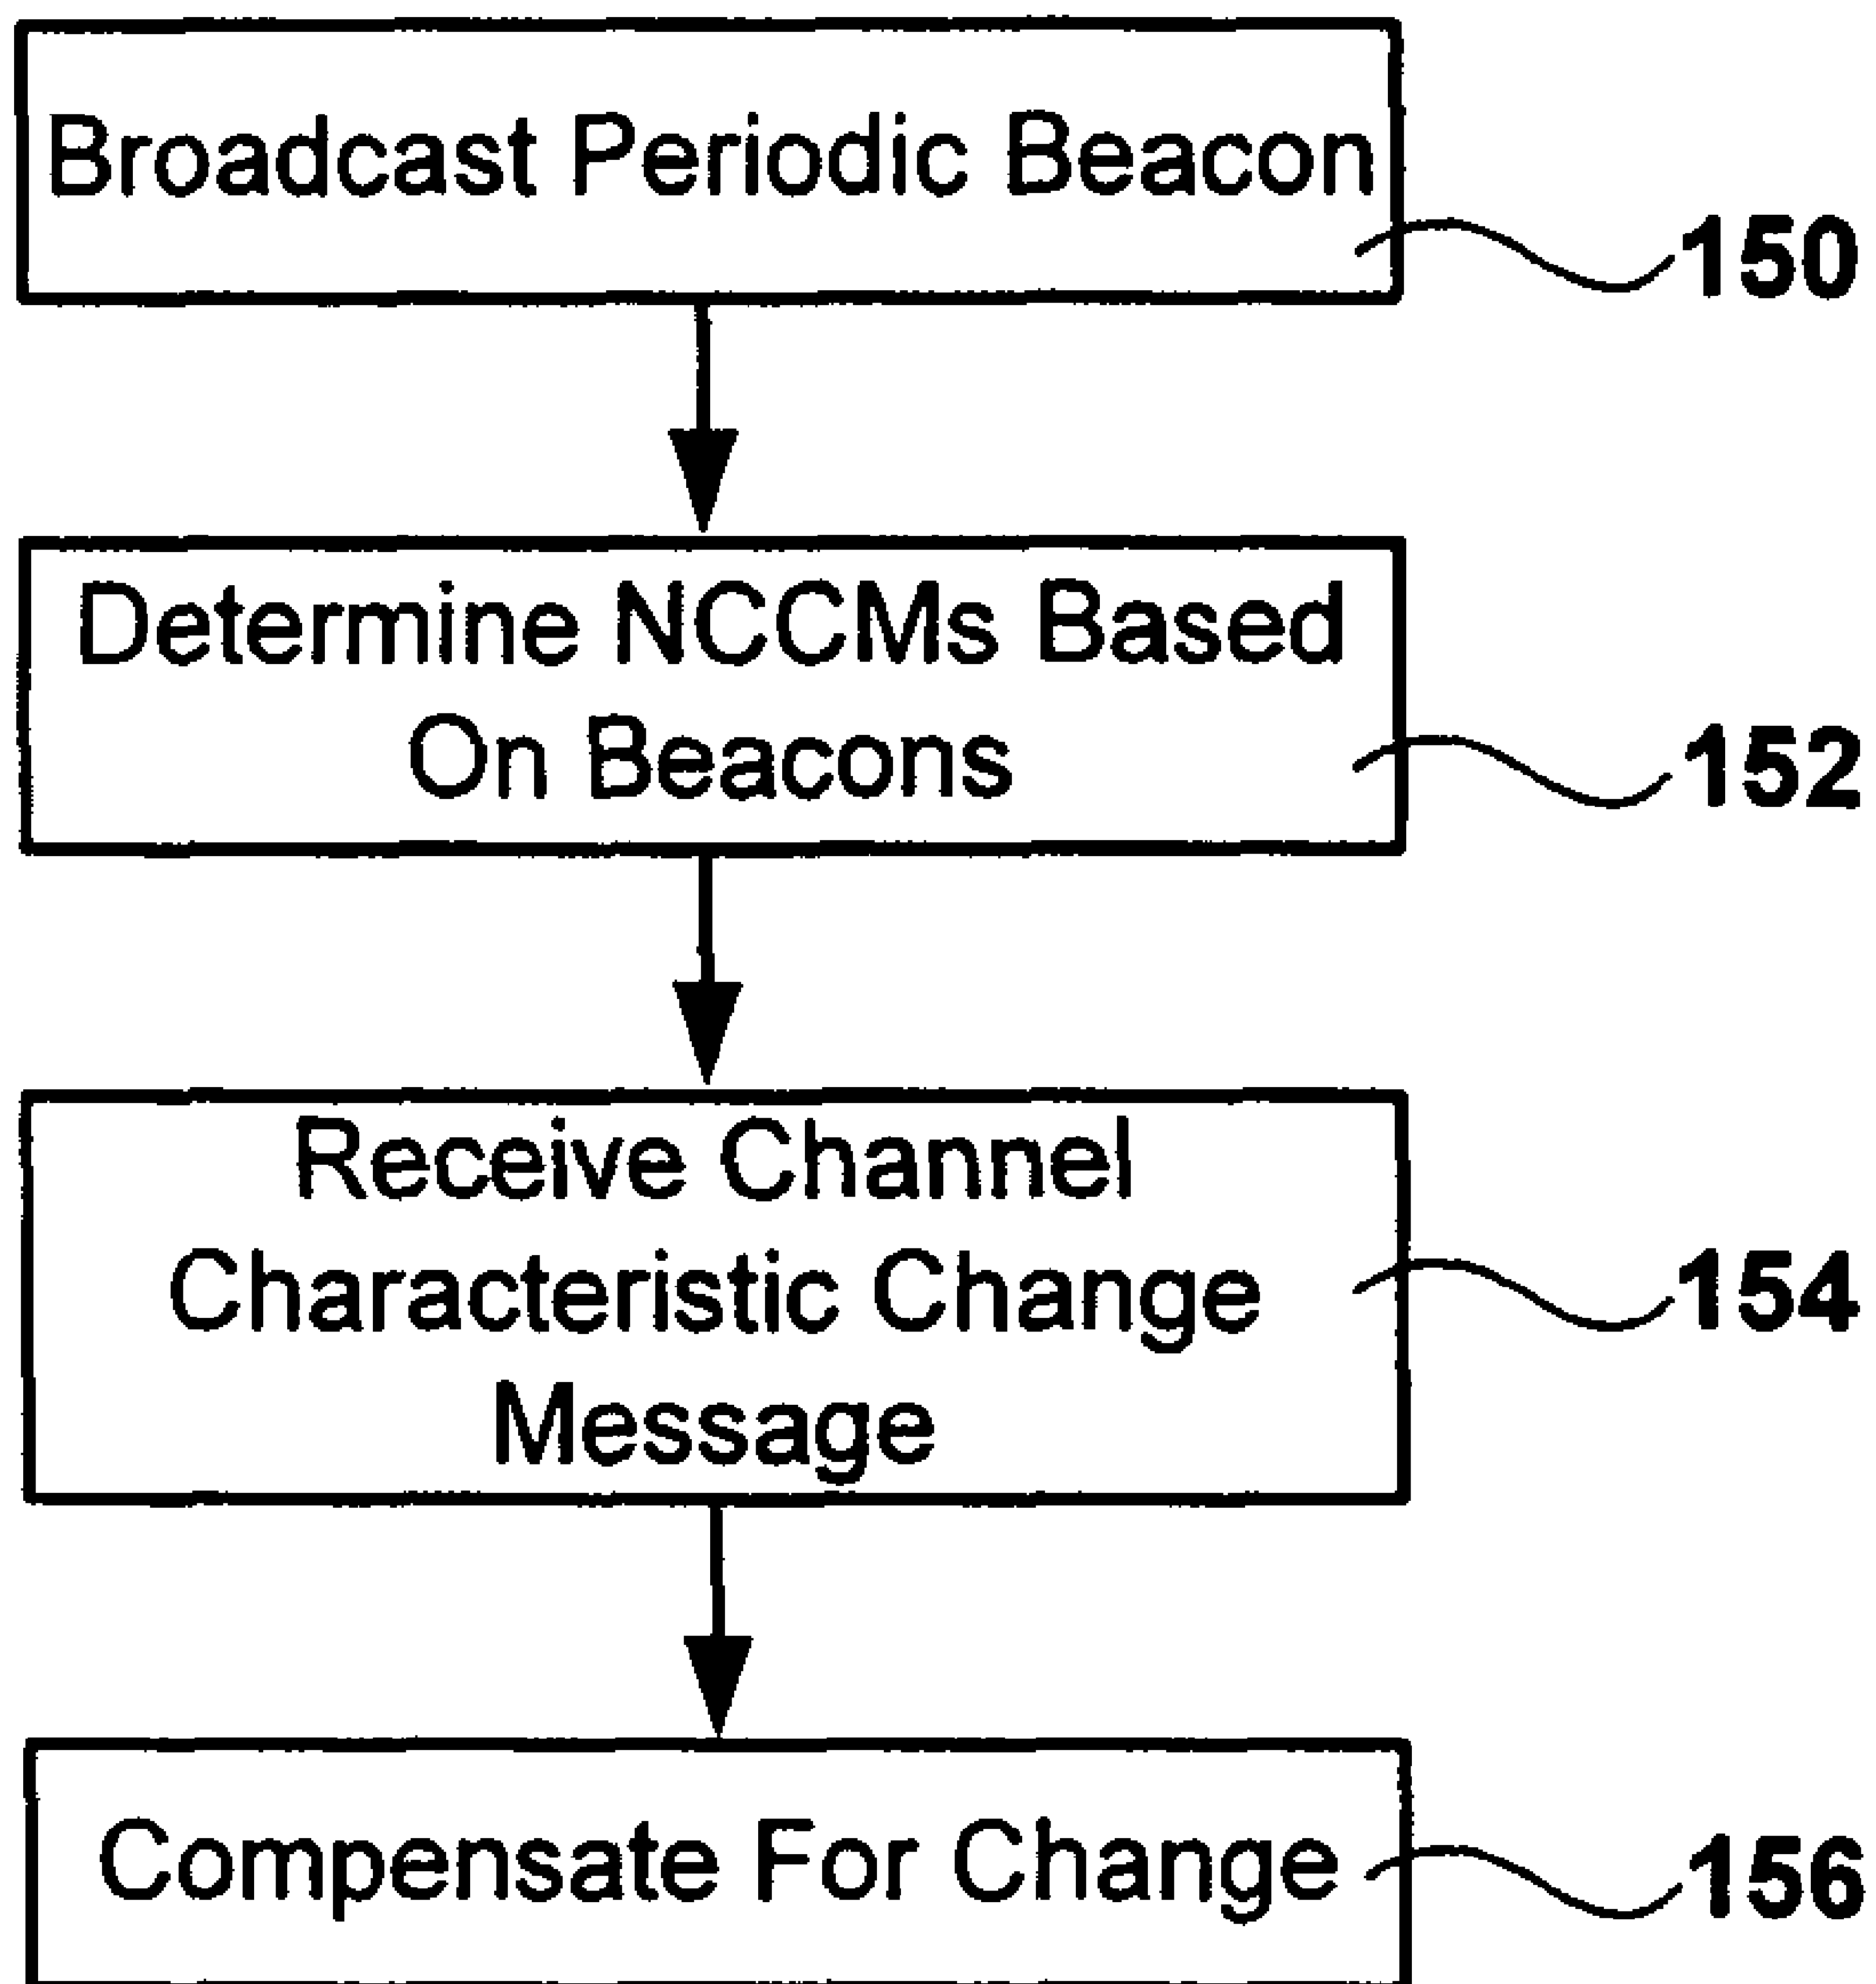 Broadcast Periodic Beacon
150
Determine NCCMs Based
On Beacons
152
Receive Channel
Characteristic Change
Message
154
Compensate For Change
156